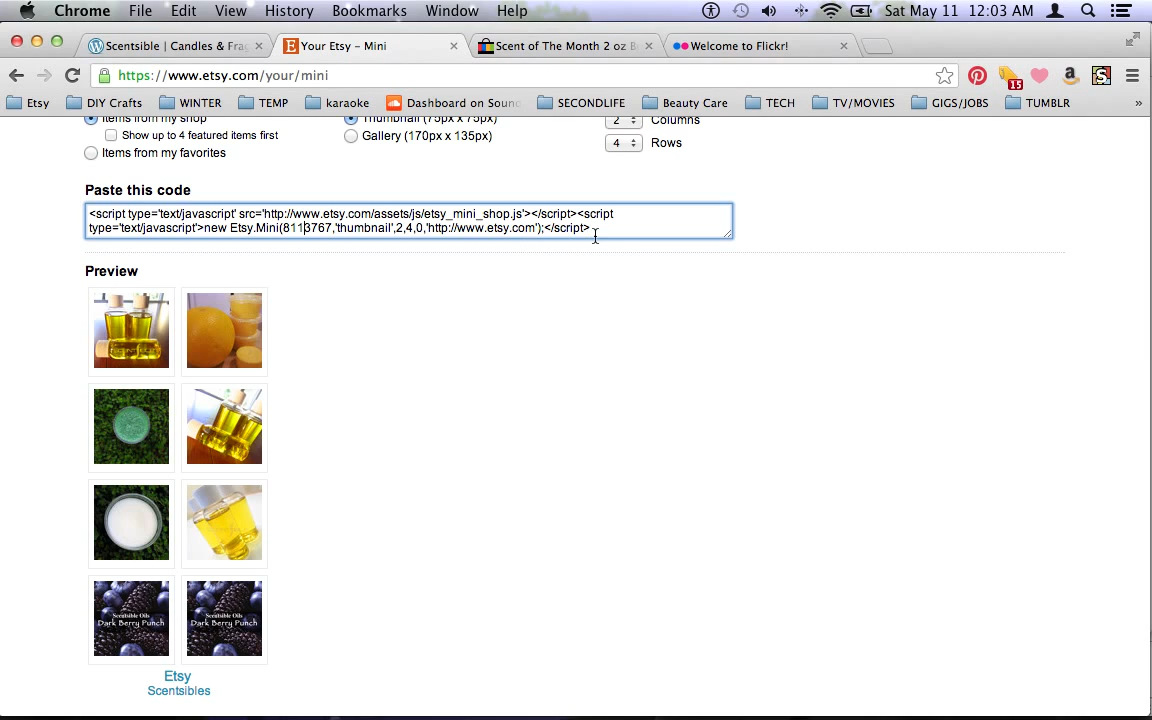 Chrome File Edit View History Bookmarks Window Help Sat May 11 12:03 AM
Scentsible | Candles & Frag
Your Etsy – Mini
Scent of The Month 2 oz B
Welcome to Flickr!
https://www.etsy.com/your/mini
15
Etsy DIY Crafts WINTER TEMP karaoke Dashboard on Soun SECONDLIFE Beauty Care TECH TV/MOVIES GIGS/JOBS TUMBLR »
Items from my shop Thumbnail (75px x 75px) 2 Columns
Show up to 4 featured items first Gallery (170px x 135px) 4 Rows
Items from my favorites
Paste this code
<script type='text/javascript' src='http://www.etsy.com/assets/js/etsy_mini_shop.js'></script><script
type='text/javascript'>new Etsy.Mini(8113767,'thumbnail',2,4,0,'http://www.etsy.com');</script>
Preview
Scentsible Oils
Dark Berry Punch
Scentsible Oils
Dark Berry Punch
Etsy
Scentsibles